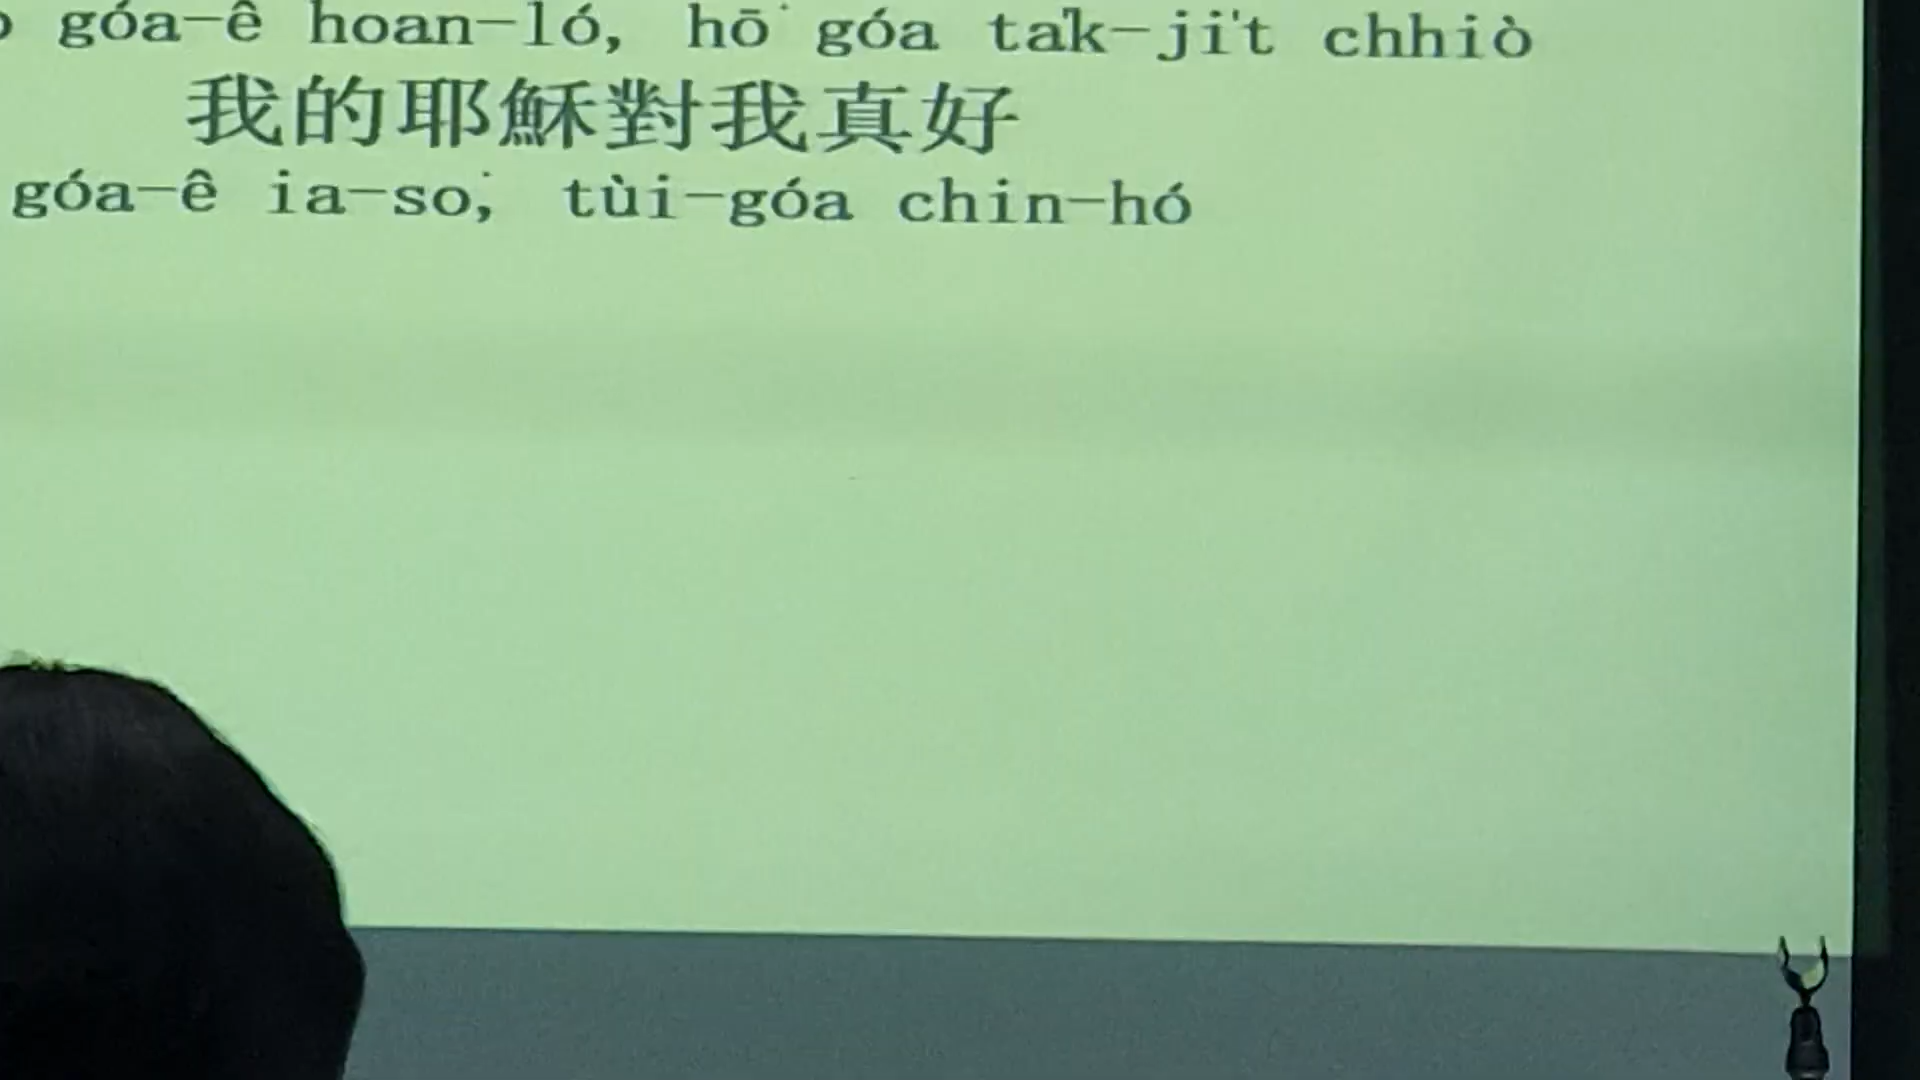 góa-ê hoan-ló, hō͘ góa ta̍k-ji̍t chhiò
我的耶穌對我真好
góa-ê ia-so͘, tùi-góa chin-hó